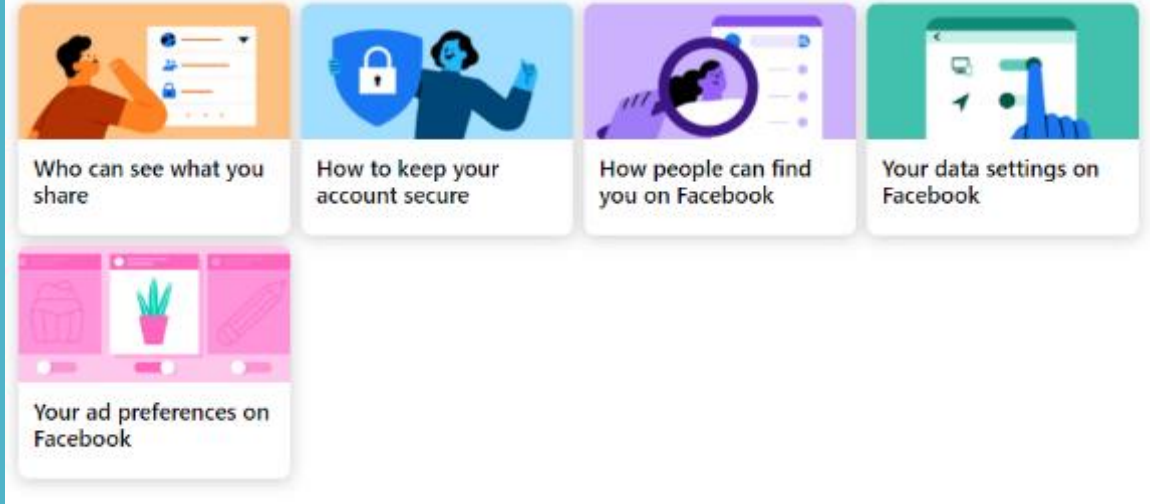 Who can see what you
share
How to keep your
account secure
How people can find
you on Facebook
Your data settings on
Facebook
Your ad preferences on
Facebook